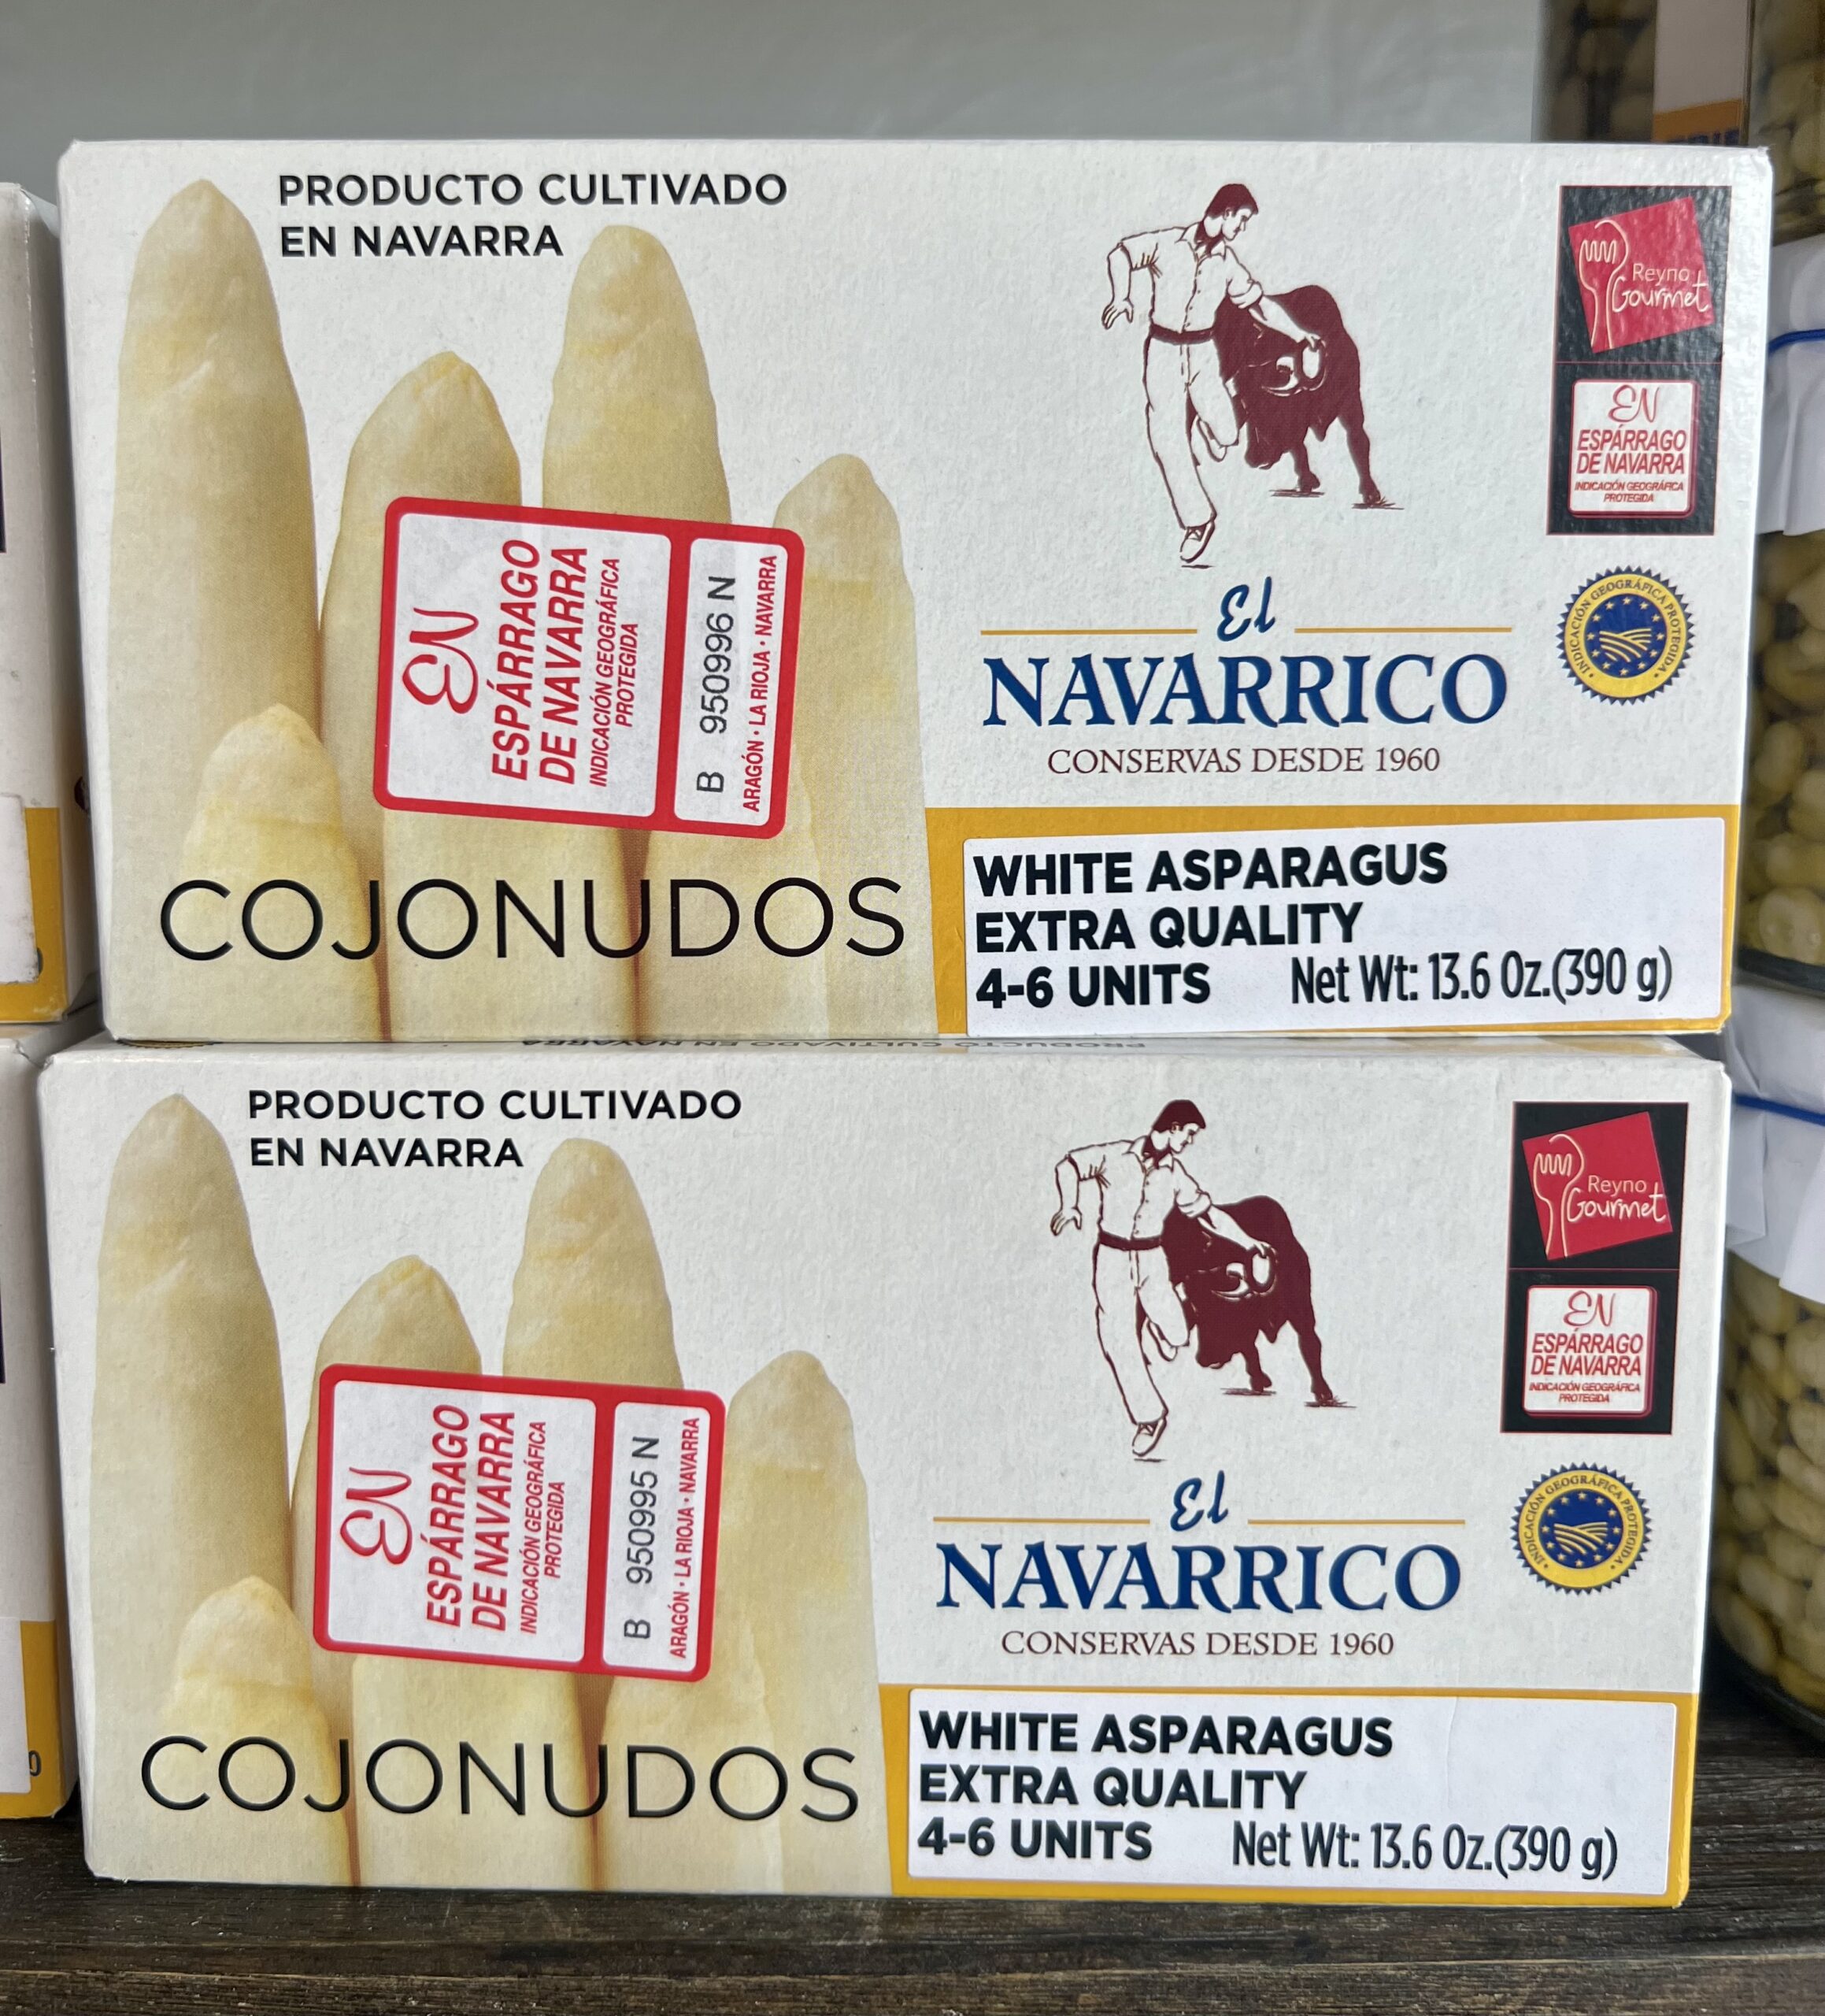 PRODUCTO CULTIVADO
EN NAVARRA
EN
ESPÁRRAGO
DE NAVARRA
INDICACIÓN GEOGRÁFICA
PROTEGIDA
B 950996 N
ARAGÓN · LA RIOJA · NAVARRA
COJONUDOS
El
NAVARRICO
CONSERVAS DESDE 1960
Reyno
Gourmet
EN
ESPÁRRAGO
DE NAVARRA
INDICACIÓN GEOGRÁFICA
PROTEGIDA
INDICACIÓN GEOGRÁFICA PROTEGIDA
WHITE ASPARAGUS
EXTRA QUALITY
4-6 UNITS Net Wt: 13.6 Oz.(390 g)
PRODUCTO CULTIVADO EN NAVARRA
PRODUCTO CULTIVADO
EN NAVARRA
EN
ESPÁRRAGO
DE NAVARRA
INDICACIÓN GEOGRÁFICA
PROTEGIDA
B 950995 N
ARAGÓN · LA RIOJA · NAVARRA
COJONUDOS
El
NAVARRICO
CONSERVAS DESDE 1960
Reyno
Gourmet
EN
ESPÁRRAGO
DE NAVARRA
INDICACIÓN GEOGRÁFICA
PROTEGIDA
INDICACIÓN GEOGRÁFICA PROTEGIDA
WHITE ASPARAGUS
EXTRA QUALITY
4-6 UNITS Net Wt: 13.6 Oz.(390 g)